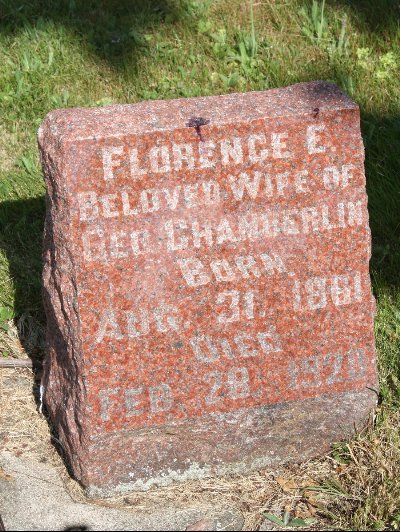 FLORENCE E.
BELOVED WIFE OF
GEO. CHAMBERLIN
BORN
AUG. 31, 1861
DIED
FEB. 28, 1920